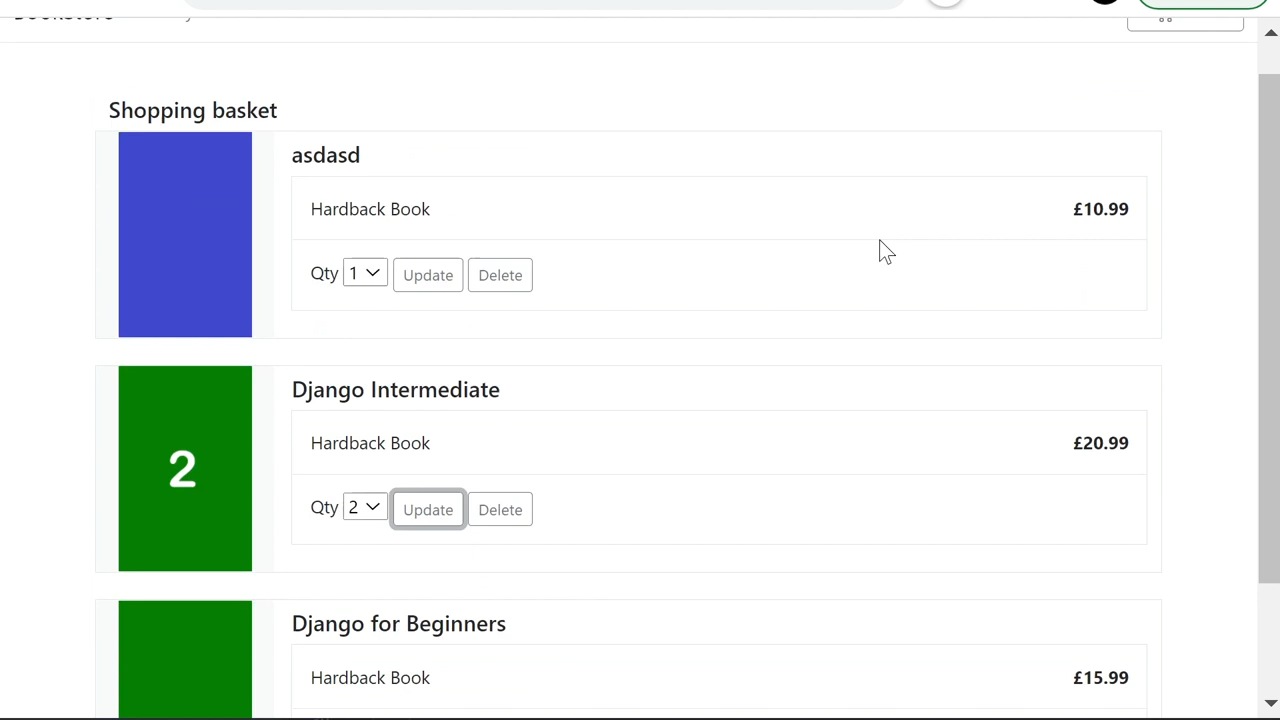 Shopping basket
asdasd
Hardback Book £10.99
Qty 1 Update Delete
Django Intermediate
2
Hardback Book £20.99
Qty 2 Update Delete
Django for Beginners
Hardback Book £15.99